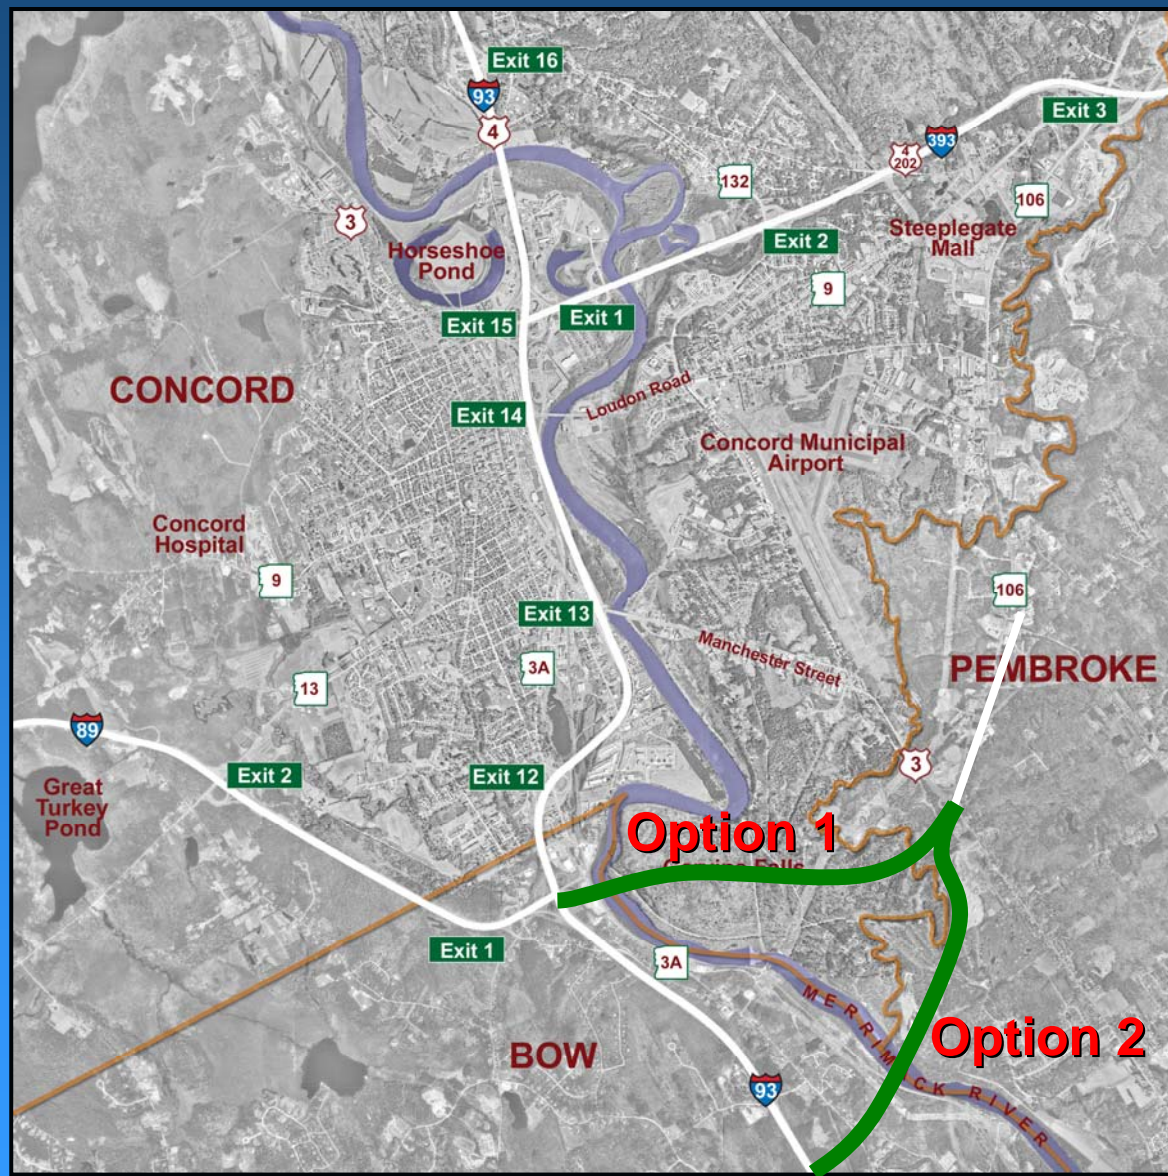 Exit 16
93
4
Exit 3
393
4
202
132
106
3
Steeplegate
Mall
Exit 2
Horseshoe
Pond
9
Exit 15
Exit 1
CONCORD
Loudon Road
Exit 14
Concord Municipal
Airport
Concord
Hospital
9
106
Exit 13
Manchester Street
3A
PEMBROKE
13
89
Exit 2
Exit 12
3
Great
Turkey
Pond
Option 1
Falls
Exit 1
3A
MERRIMACK RIVER
Option 2
BOW
93